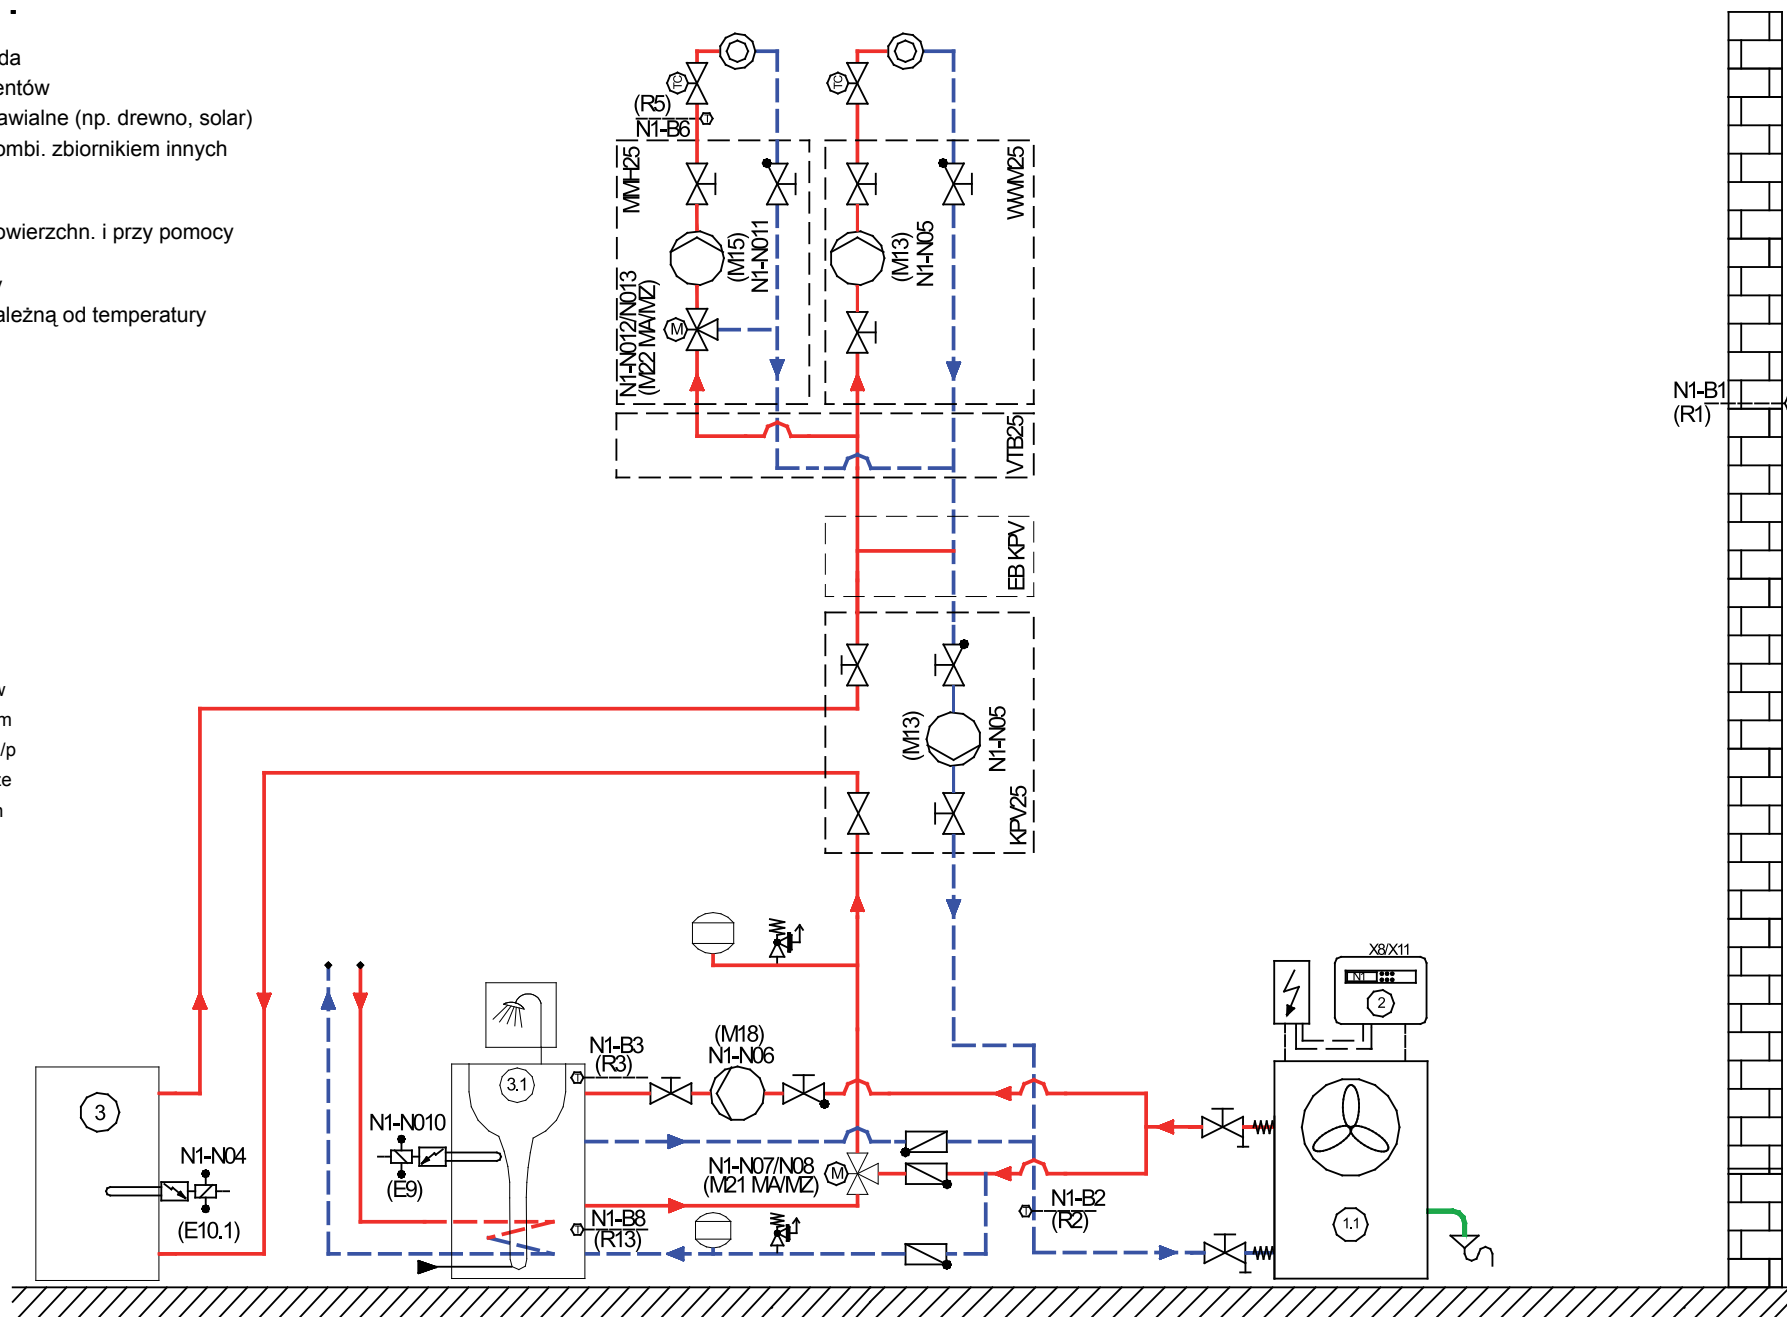 da
entów
awialne (np. drewno, solar)
ombi. zbiornikiem innych
owierzchn. i przy pomocy
y
ależną od temperatury
w
m
/p
że
h
TC
TC
(R5)
N1-B6
T
MMH25
WWM25
(M15)
N1-N011
(M13)
N1-N05
N1-N012/N013
(M22 MA/MZ)
M
VTB25
EB KPV
(M13)
N1-N05
KPV25
N1-B1
(R1)
X8/X11
N1
2
3
3.1
1.1
N1-B3
(R3)
T
(M18)
N1-N06
N1-N010
(E9)
N1-N04
(E10.1)
N1-N07/N08
(M21 MA/MZ)
M
N1-B8
(R13)
T
N1-B2
(R2)
T